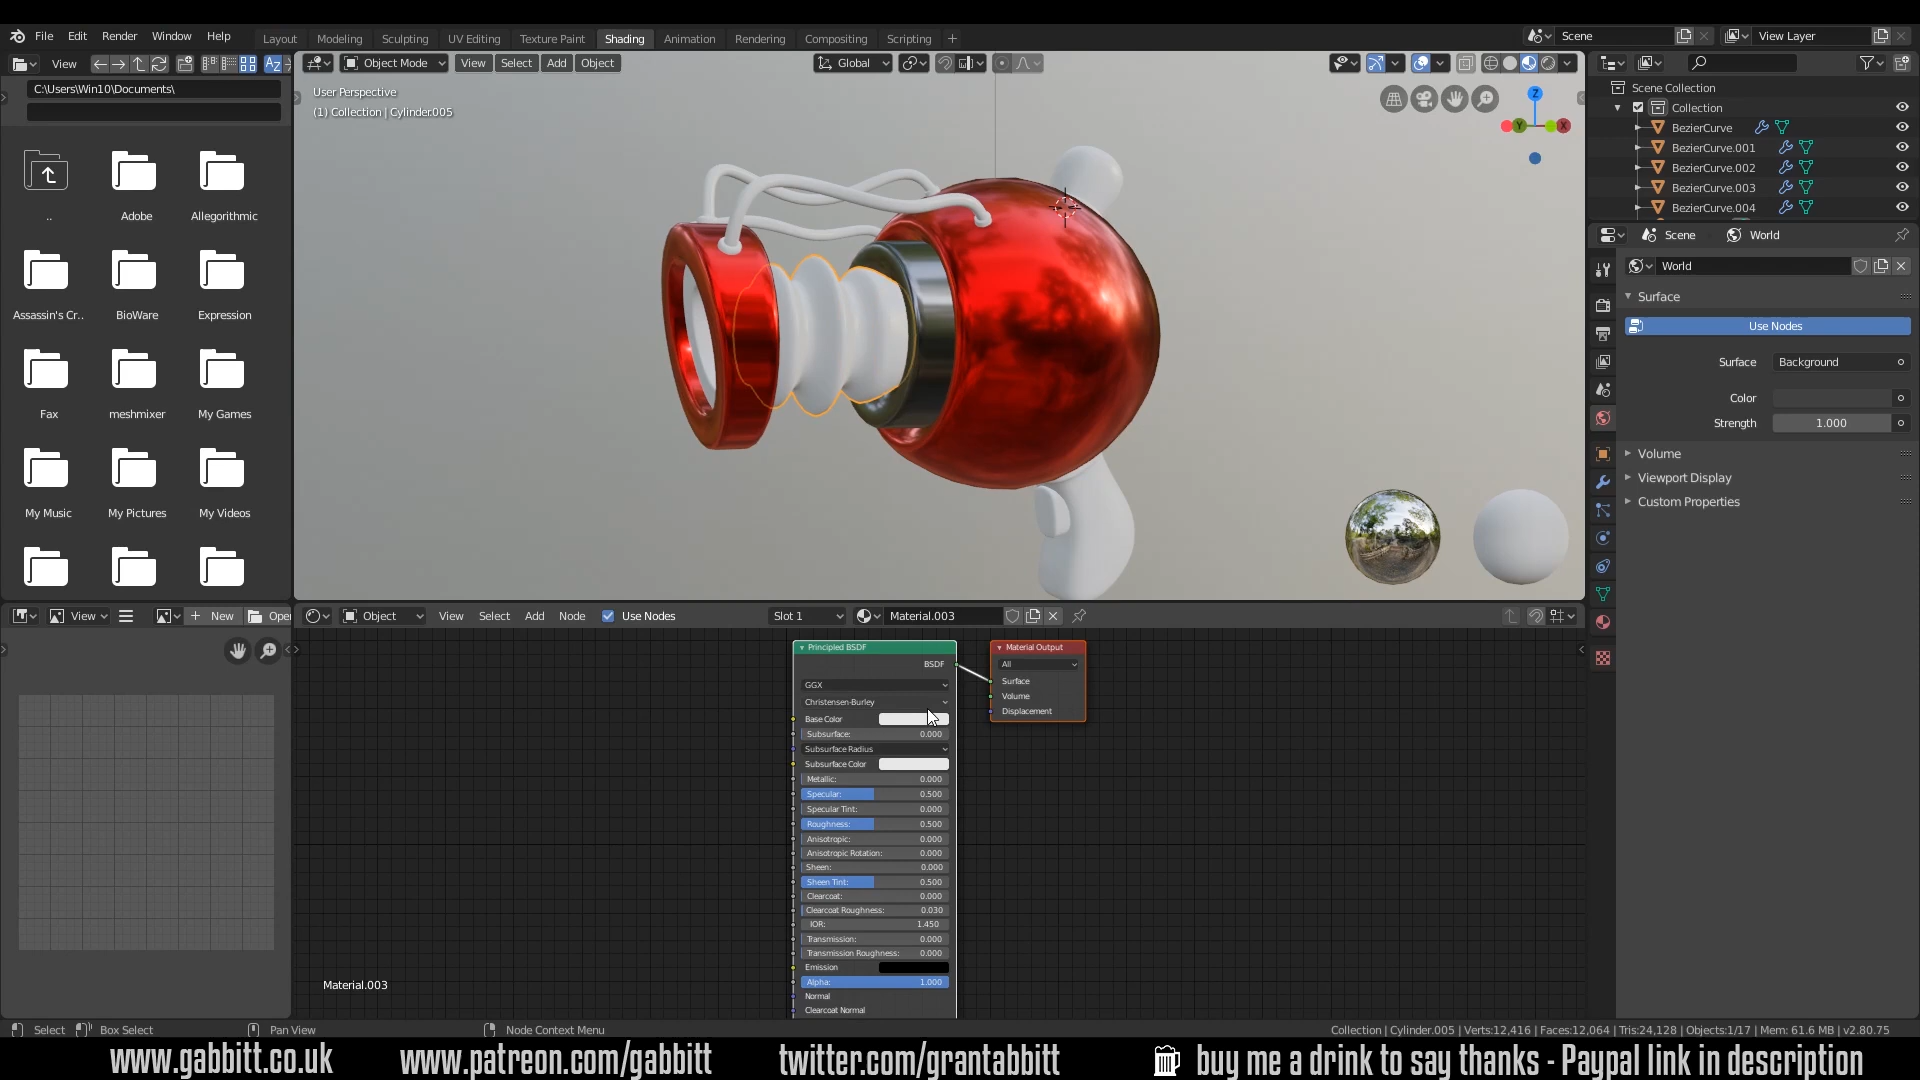 File Edit Render Window Help Layout Modeling Sculpting UV Editing Texture Paint Shading Animation Rendering Compositing Scripting Scene View Layer
View
Object Mode View Select Add Object Global
C:\Users\Win10\Documents\
User Perspective
(1) Collection | Cylinder.005
Z
Y
X
Scene Collection
Collection
BezierCurve
BezierCurve.001
BezierCurve.002
BezierCurve.003
BezierCurve.004
..
Adobe
Allegorithmic
Assassin's Cr..
BioWare
Expression
Fax
meshmixer
My Games
My Music
My Pictures
My Videos
Scene World
World
Surface
Use Nodes
Surface Background
Color
Strength 1.000
Volume
Viewport Display
Custom Properties
View New Open
Object View Select Add Node Use Nodes Slot 1 Material.003
Principled BSDF
BSDF
GGX
Christensen-Burley
Base Color
Subsurface: 0.000
Subsurface Radius
Subsurface Color
Metallic: 0.000
Specular: 0.500
Specular Tint: 0.000
Roughness: 0.500
Anisotropic: 0.000
Anisotropic Rotation: 0.000
Sheen: 0.000
Sheen Tint: 0.500
Clearcoat: 0.000
Clearcoat Roughness: 0.030
IOR: 1.450
Transmission: 0.000
Transmission Roughness: 0.000
Emission
Alpha: 1.000
Normal
Clearcoat Normal
Material Output
All
Surface
Volume
Displacement
Material.003
Select Box Select Pan View Node Context Menu Collection | Cylinder.005 | Verts:12,416 | Faces:12,064 | Tris:24,128 | Objects:1/17 | Mem: 61.6 MB | v2.80.75
www.gabbitt.co.uk www.patreon.com/gabbitt twitter.com/grantabbitt buy me a drink to say thanks - Paypal link in description